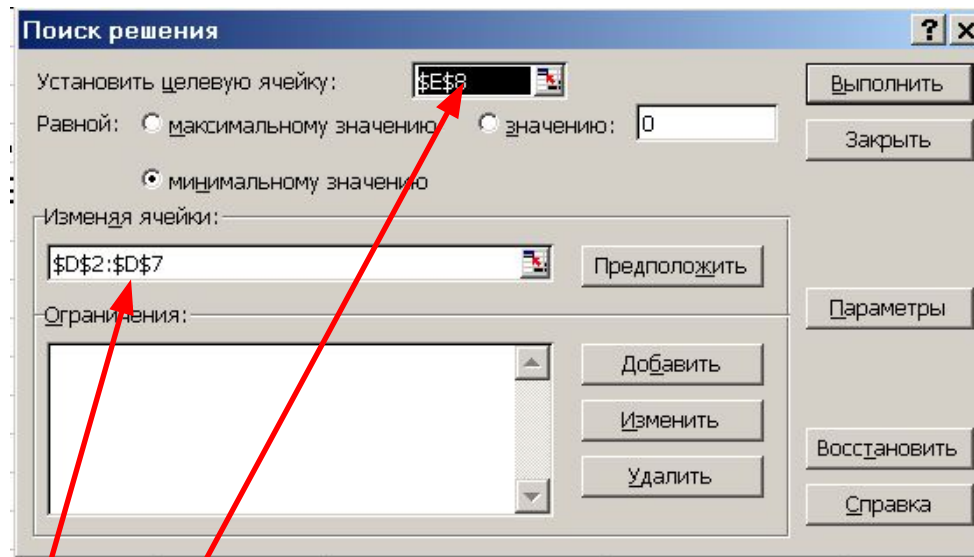 Поиск решения ? ×
Установить целевую ячейку: $E$8
Выполнить
Равной: максимальному значению значению: 0
Закрыть
минимальному значению
Изменяя ячейки:
$D$2:$D$7
Предположить
Ограничения:
Параметры
Добавить
Изменить
Удалить
Восстановить
Справка